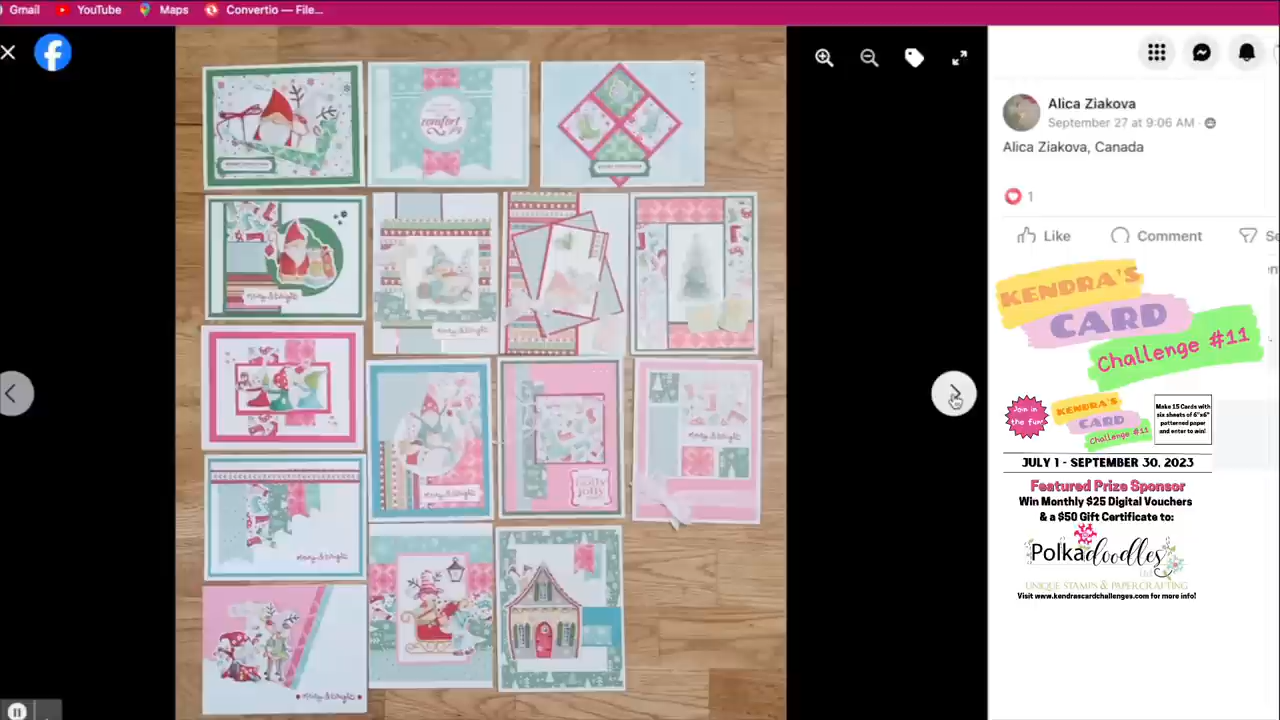 Gmail
YouTube
Maps
Convertio — File...
Alica Ziakova
September 27 at 9:06 AM
Alica Ziakova, Canada
1
Like
Comment
Se
KENDRA'S
CARD
Challenge #11
Join in
the fun!
KENDRA'S
CARD
Challenge #11
Make 15 Cards with
six sheets of 6"x6"
patterned paper
and enter to win!
JULY 1 - SEPTEMBER 30, 2023
Featured Prize Sponsor
Win Monthly $25 Digital Vouchers
& a $50 Gift Certificate to:
Polkadoodles
UNIQUE STAMPS & PAPERCRAFTING
Visit www.kendrascardchallenges.com for more info!
comfort
merry & bright
merry & bright
merry & bright
merry & bright
holly
jolly
merry & bright
merry & bright